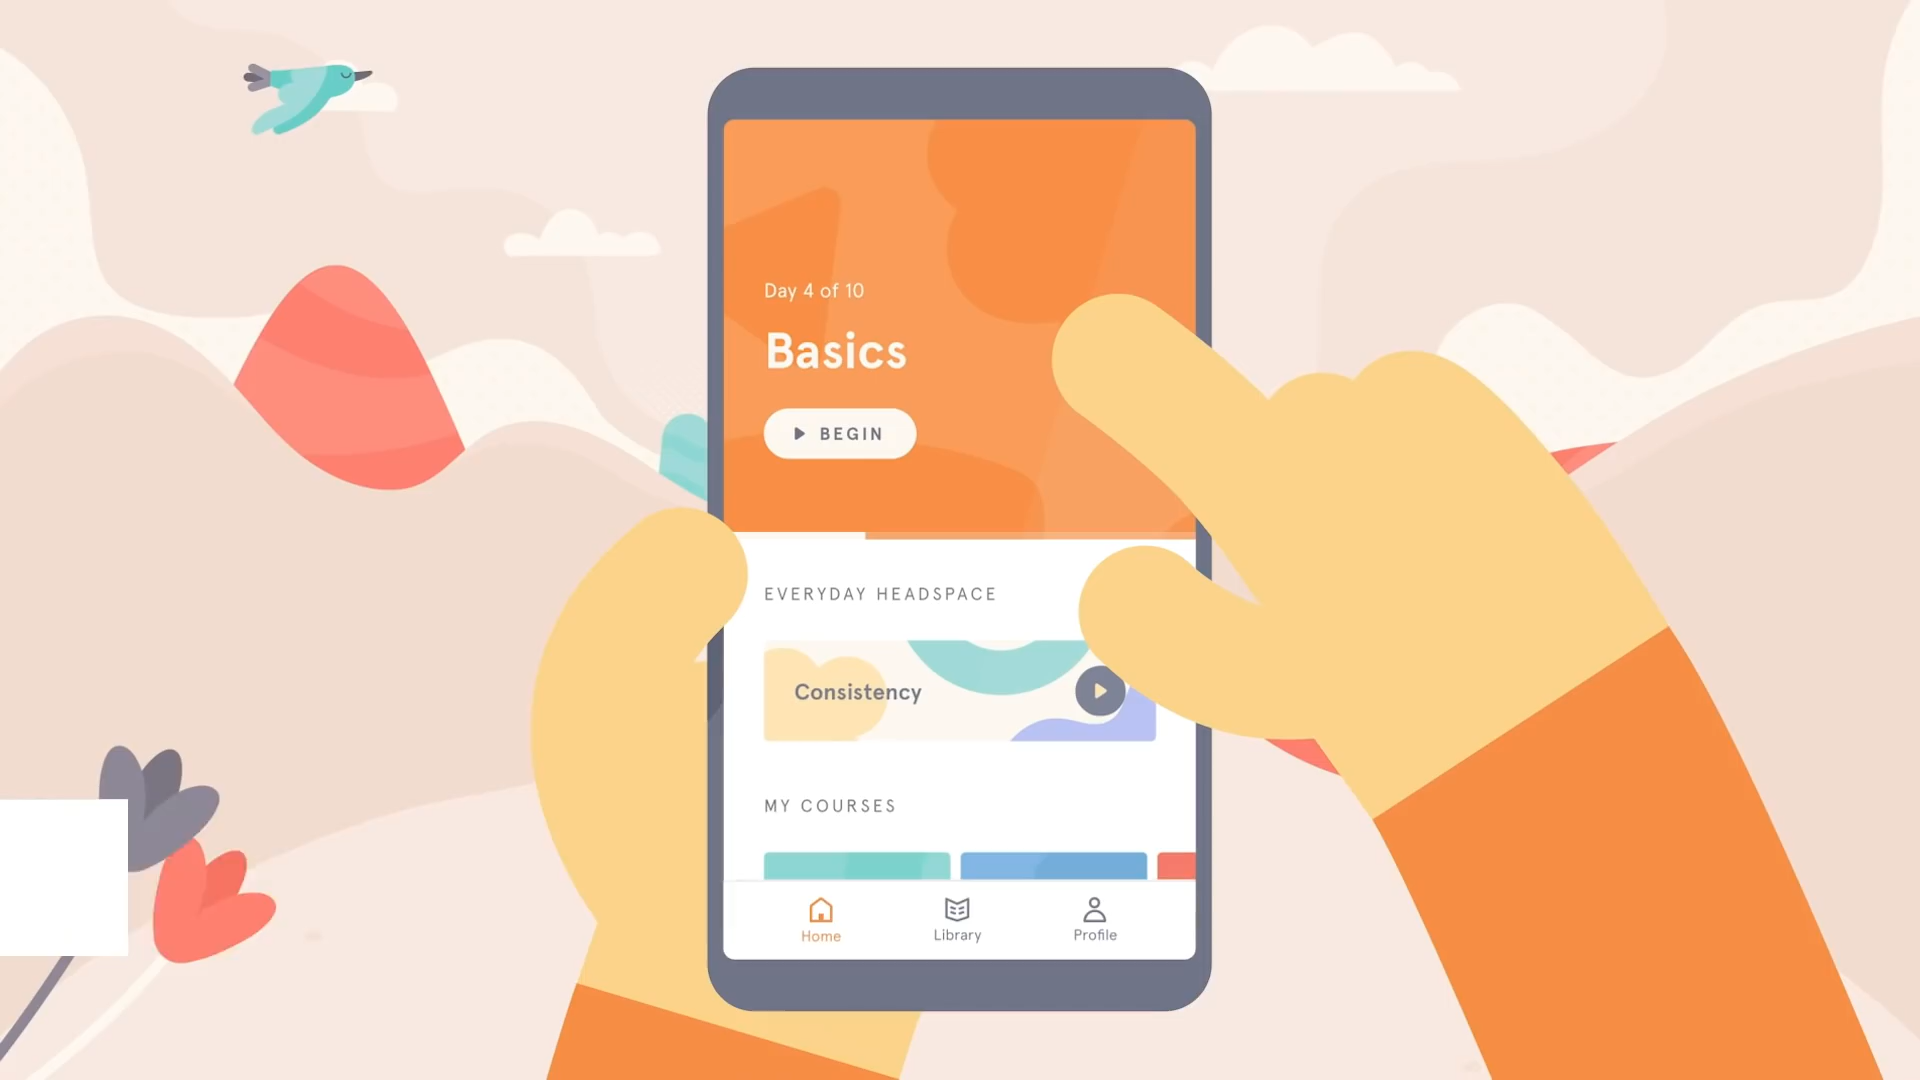 Day 4 of 10
Basics
BEGIN
EVERYDAY HEADSPACE
Consistency
MY COURSES
Home
Library
Profile